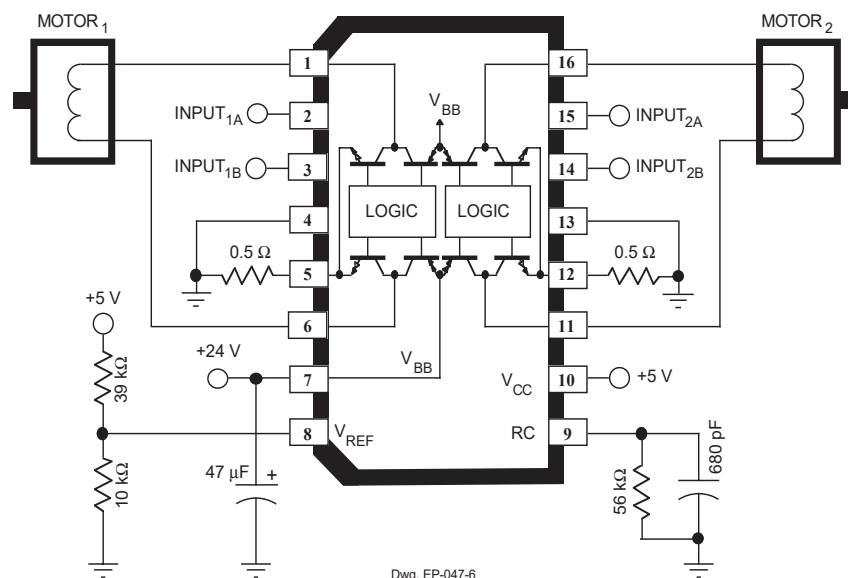 MOTOR1
MOTOR2
1
16
INPUT1A
2
VBB
15
INPUT2A
INPUT1B
3
14
INPUT2B
LOGIC
LOGIC
4
13
0.5 Ω
5
12
0.5 Ω
+5 V
6
11
+24 V
VBB
7
VCC
10
+5 V
39 kΩ
8
VREF
RC
9
10 kΩ
47 μF
+
56 kΩ
680 pF
Dwg. EP-047-6